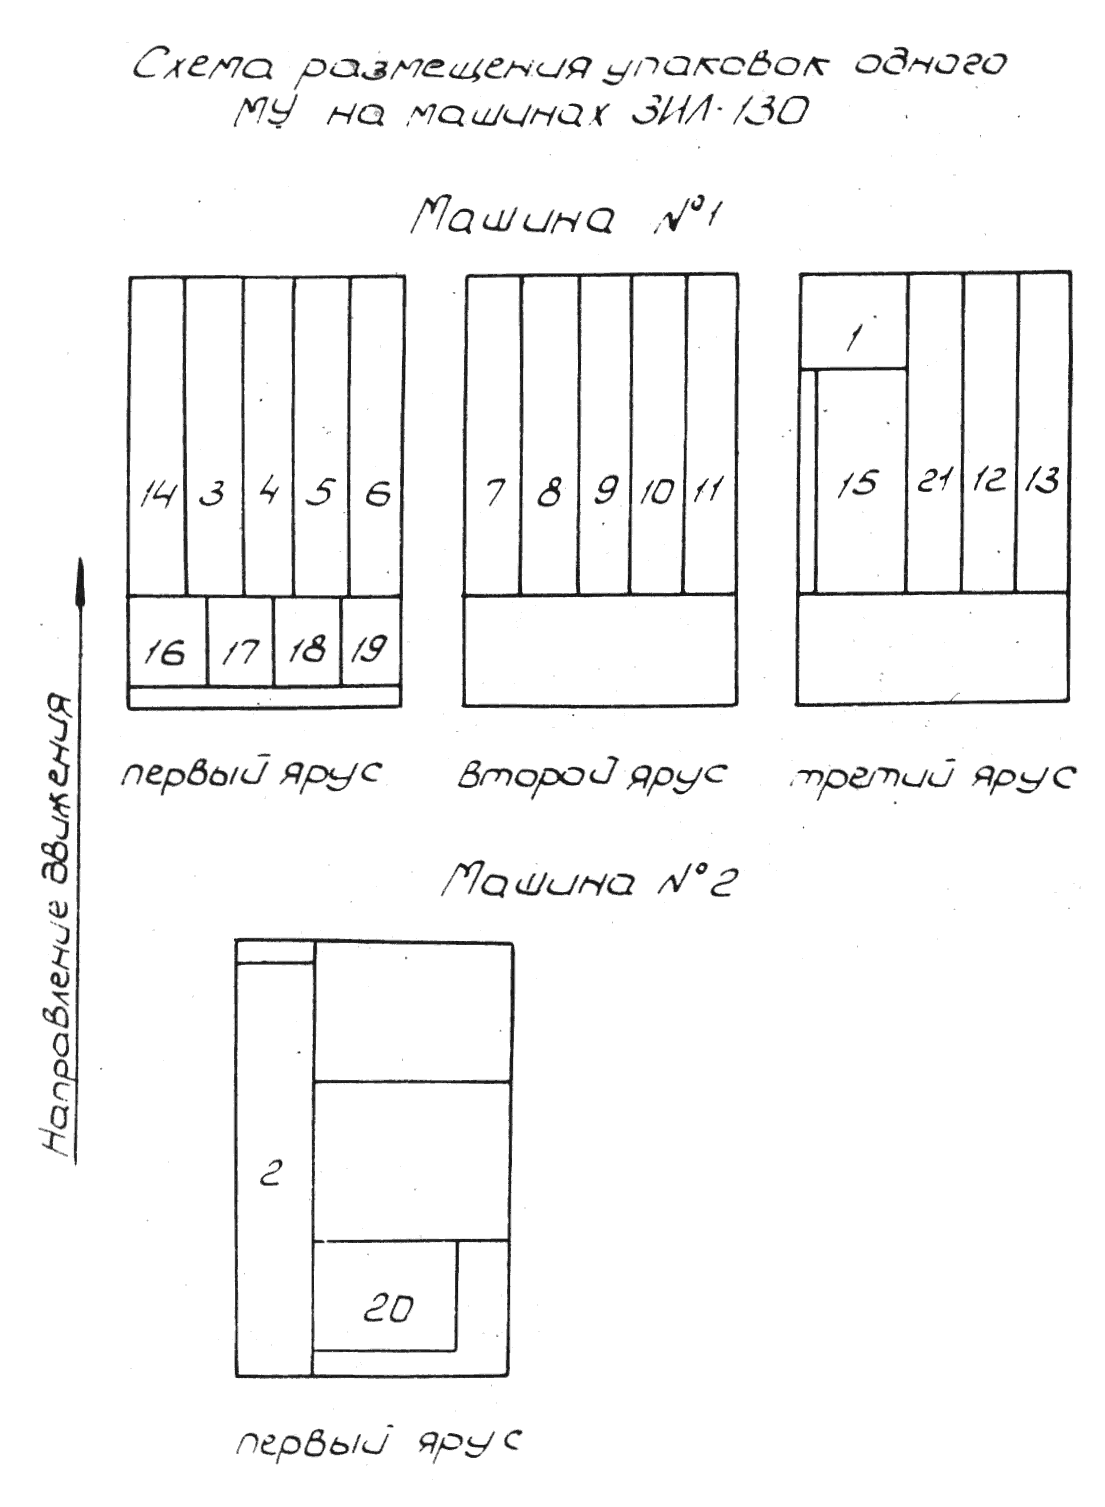 Схема размещения упаковок одного
МУ на машинах ЗИЛ-130
Машина №1
14 3 4 5 6
16 17 18 19
первый ярус
7 8 9 10 11
второй ярус
1
15 21 12 13
третий ярус
Направление движения
Машина №2
2
20
первый ярус